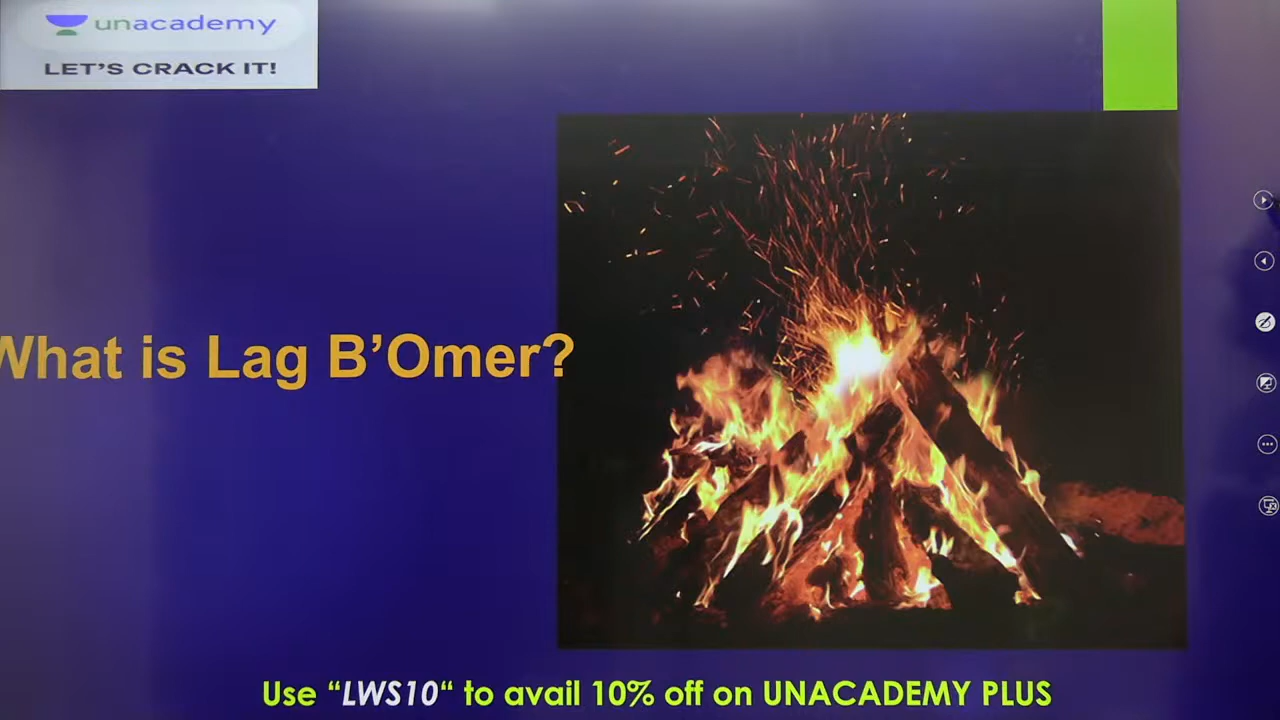 unacademy
LET'S CRACK IT!
What is Lag B’Omer?
Use “LWS10“ to avail 10% off on UNACADEMY PLUS